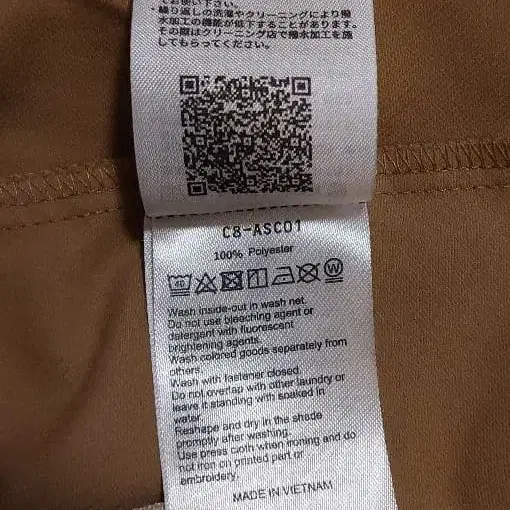 ・繰り返しの洗濯やクリーニングにより撥
水加工の機能が低下することがあります。
その際はクリーニング店で撥水加工を施
してもらってください。
C8-ASC01
100% Polyester
40
W
Wash inside-out in wash net.
Do not use bleaching agent or
detergent with fluorescent
brightening agents.
Wash colored goods separately from
others.
Wash with fastener closed.
Do not overlap with other laundry or
leave it standing with soaked in
water.
Reshape and dry in the shade
promptly after washing.
Use press cloth when ironing and do
not iron on printed part or
embroidery.
MADE IN VIETNAM